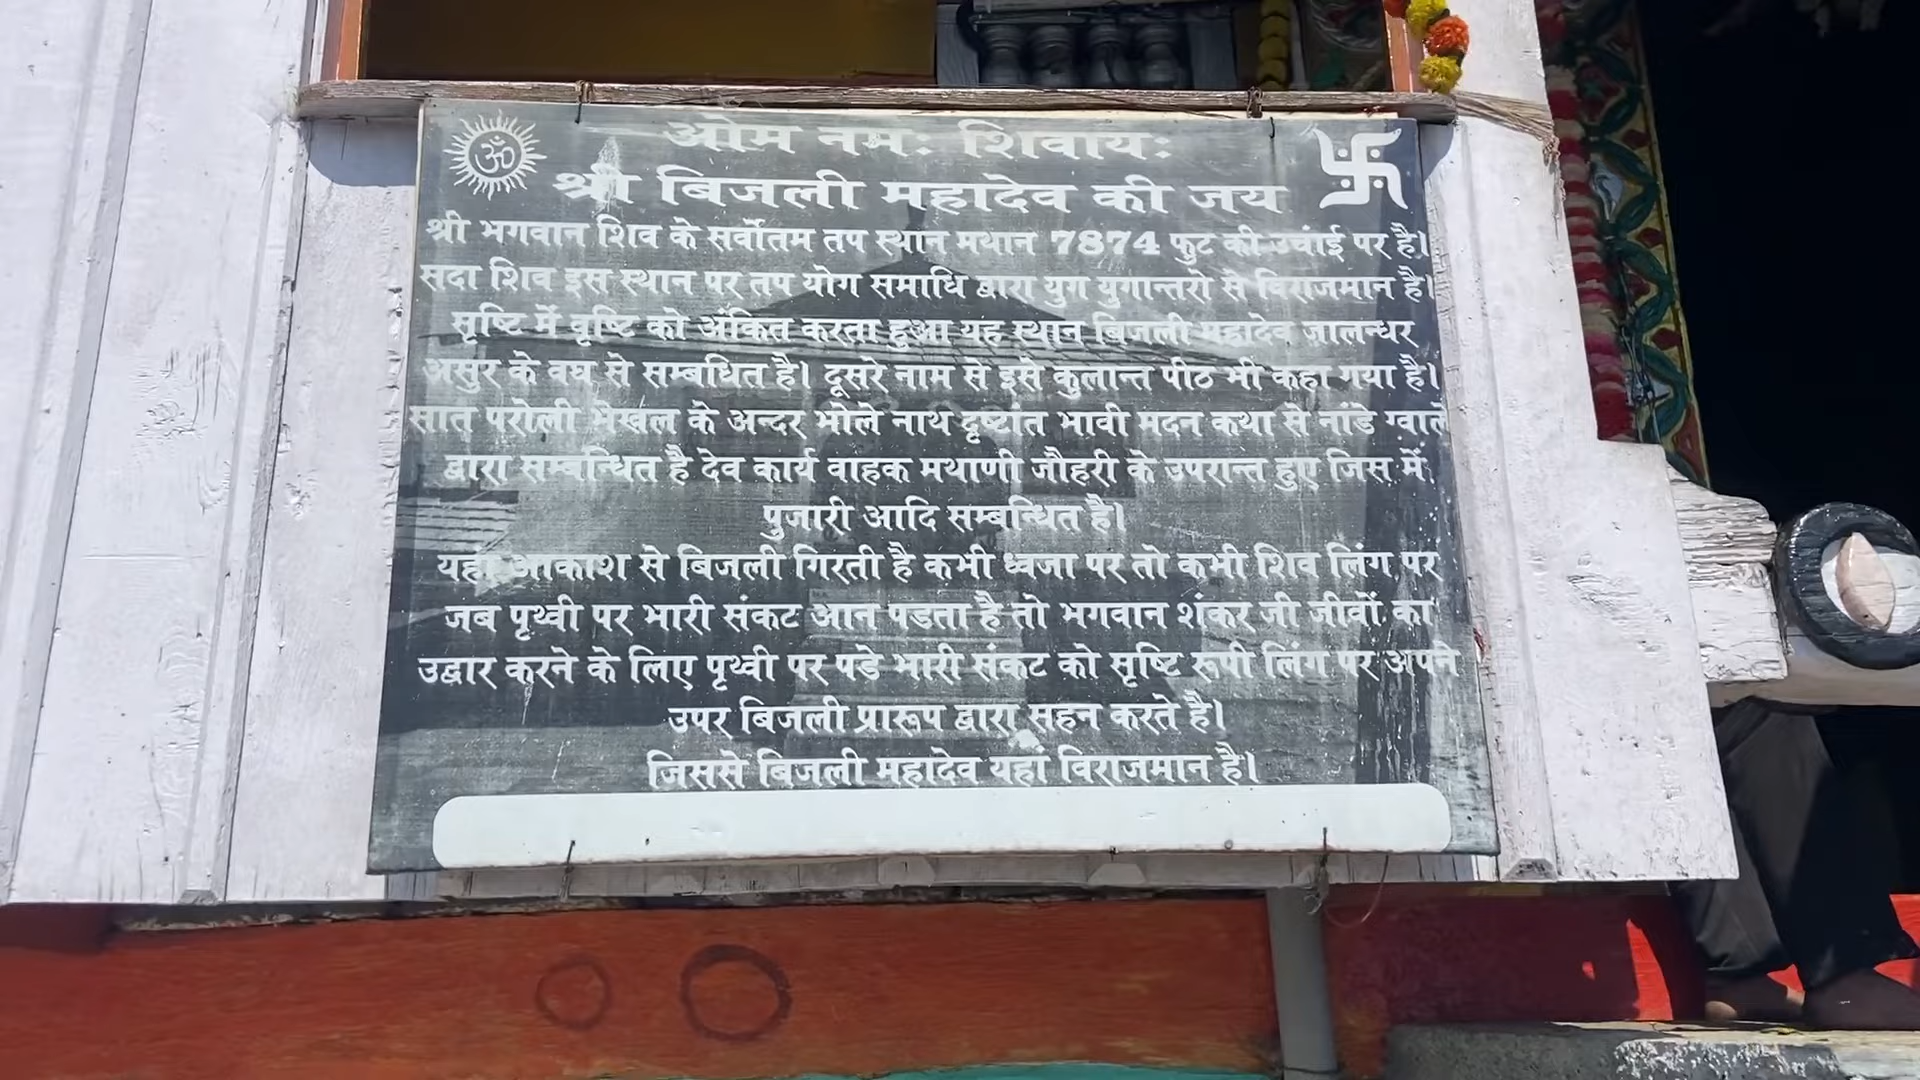 ओम नमः शिवायः
श्री बिजली महादेव की जय
श्री भगवान शिव के सर्वोतम तप स्थान मथान 7874 फुट की उचांई पर है।
सदा शिव इस स्थान पर तप योग समाधि द्वारा युग युगान्तरो से विराजमान है।
सृष्टि में वृष्टि को अंकित करता हुआ यह स्थान बिजली महादेव जालन्धर
असुर के वघ से सम्बधित है। दूसरे नाम से इसे कुलान्त पीठ भी कहा गया है।
सात परोली भेखल के अन्दर भोले नाथ दृष्टांत भावी मदन कथा से नांडे ग्वाले
द्वारा सम्बन्धित है देव कार्य वाहक मथाणी जौहरी के उपरान्त हुए जिस में
पुजारी आदि सम्बन्धित है।
यहां आकाश से बिजली गिरती है कभी ध्वजा पर तो कभी शिव लिंग पर
जब पृथ्वी पर भारी संकट आन पडता है तो भगवान शंकर जी जीवों का
उद्वार करने के लिए पृथ्वी पर पडे भारी संकट को सृष्टि रूपी लिंग पर अपने
उपर बिजली प्रारूप द्वारा सहन करते है।
जिससे बिजली महादेव यहां विराजमान है।